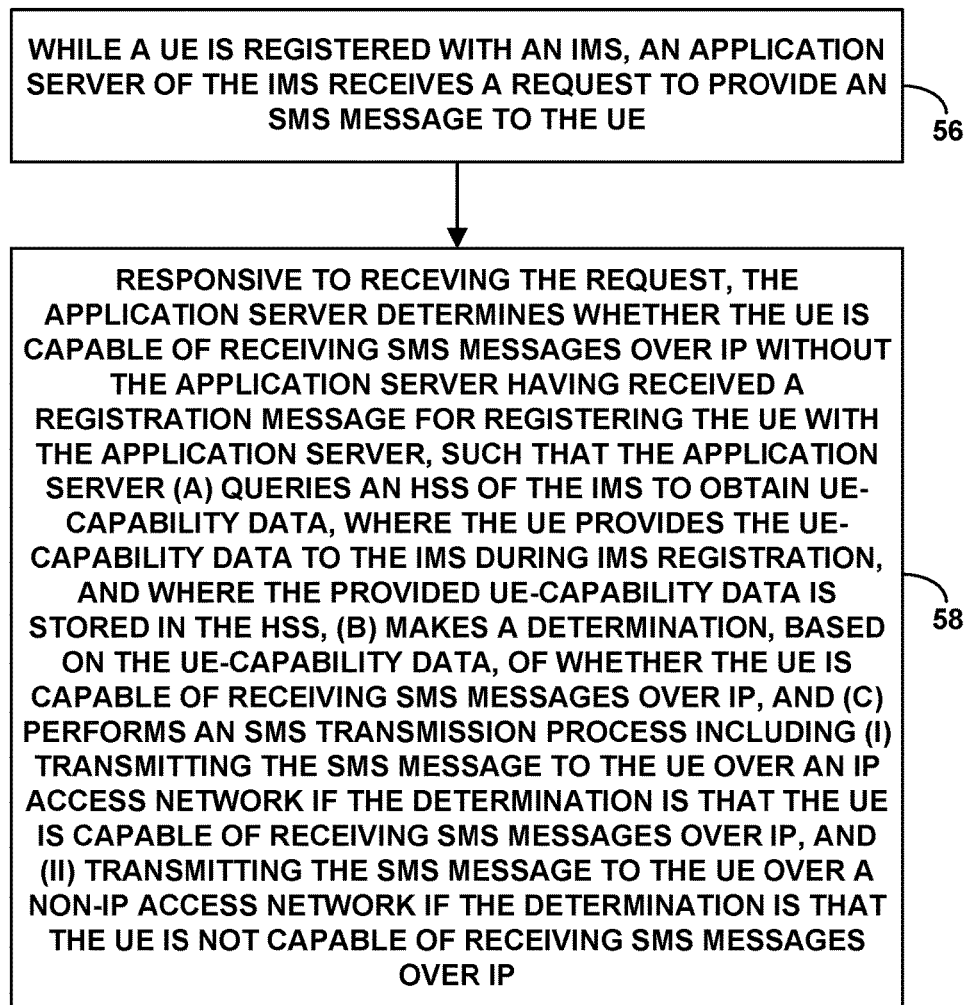 WHILE A UE IS REGISTERED WITH AN IMS, AN APPLICATION
SERVER OF THE IMS RECEIVES A REQUEST TO PROVIDE AN
SMS MESSAGE TO THE UE
56
RESPONSIVE TO RECEVING THE REQUEST, THE
APPLICATION SERVER DETERMINES WHETHER THE UE IS
CAPABLE OF RECEIVING SMS MESSAGES OVER IP WITHOUT
THE APPLICATION SERVER HAVING RECEIVED A
REGISTRATION MESSAGE FOR REGISTERING THE UE WITH
THE APPLICATION SERVER, SUCH THAT THE APPLICATION
SERVER (A) QUERIES AN HSS OF THE IMS TO OBTAIN UE-
CAPABILITY DATA, WHERE THE UE PROVIDES THE UE-
CAPABILITY DATA TO THE IMS DURING IMS REGISTRATION,
AND WHERE THE PROVIDED UE-CAPABILITY DATA IS
STORED IN THE HSS, (B) MAKES A DETERMINATION, BASED
ON THE UE-CAPABILITY DATA, OF WHETHER THE UE IS
CAPABLE OF RECEIVING SMS MESSAGES OVER IP, AND (C)
PERFORMS AN SMS TRANSMISSION PROCESS INCLUDING (I)
TRANSMITTING THE SMS MESSAGE TO THE UE OVER AN IP
ACCESS NETWORK IF THE DETERMINATION IS THAT THE UE
IS CAPABLE OF RECEIVING SMS MESSAGES OVER IP, AND
(II) TRANSMITTING THE SMS MESSAGE TO THE UE OVER A
NON-IP ACCESS NETWORK IF THE DETERMINATION IS THAT
THE UE IS NOT CAPABLE OF RECEIVING SMS MESSAGES
OVER IP
58